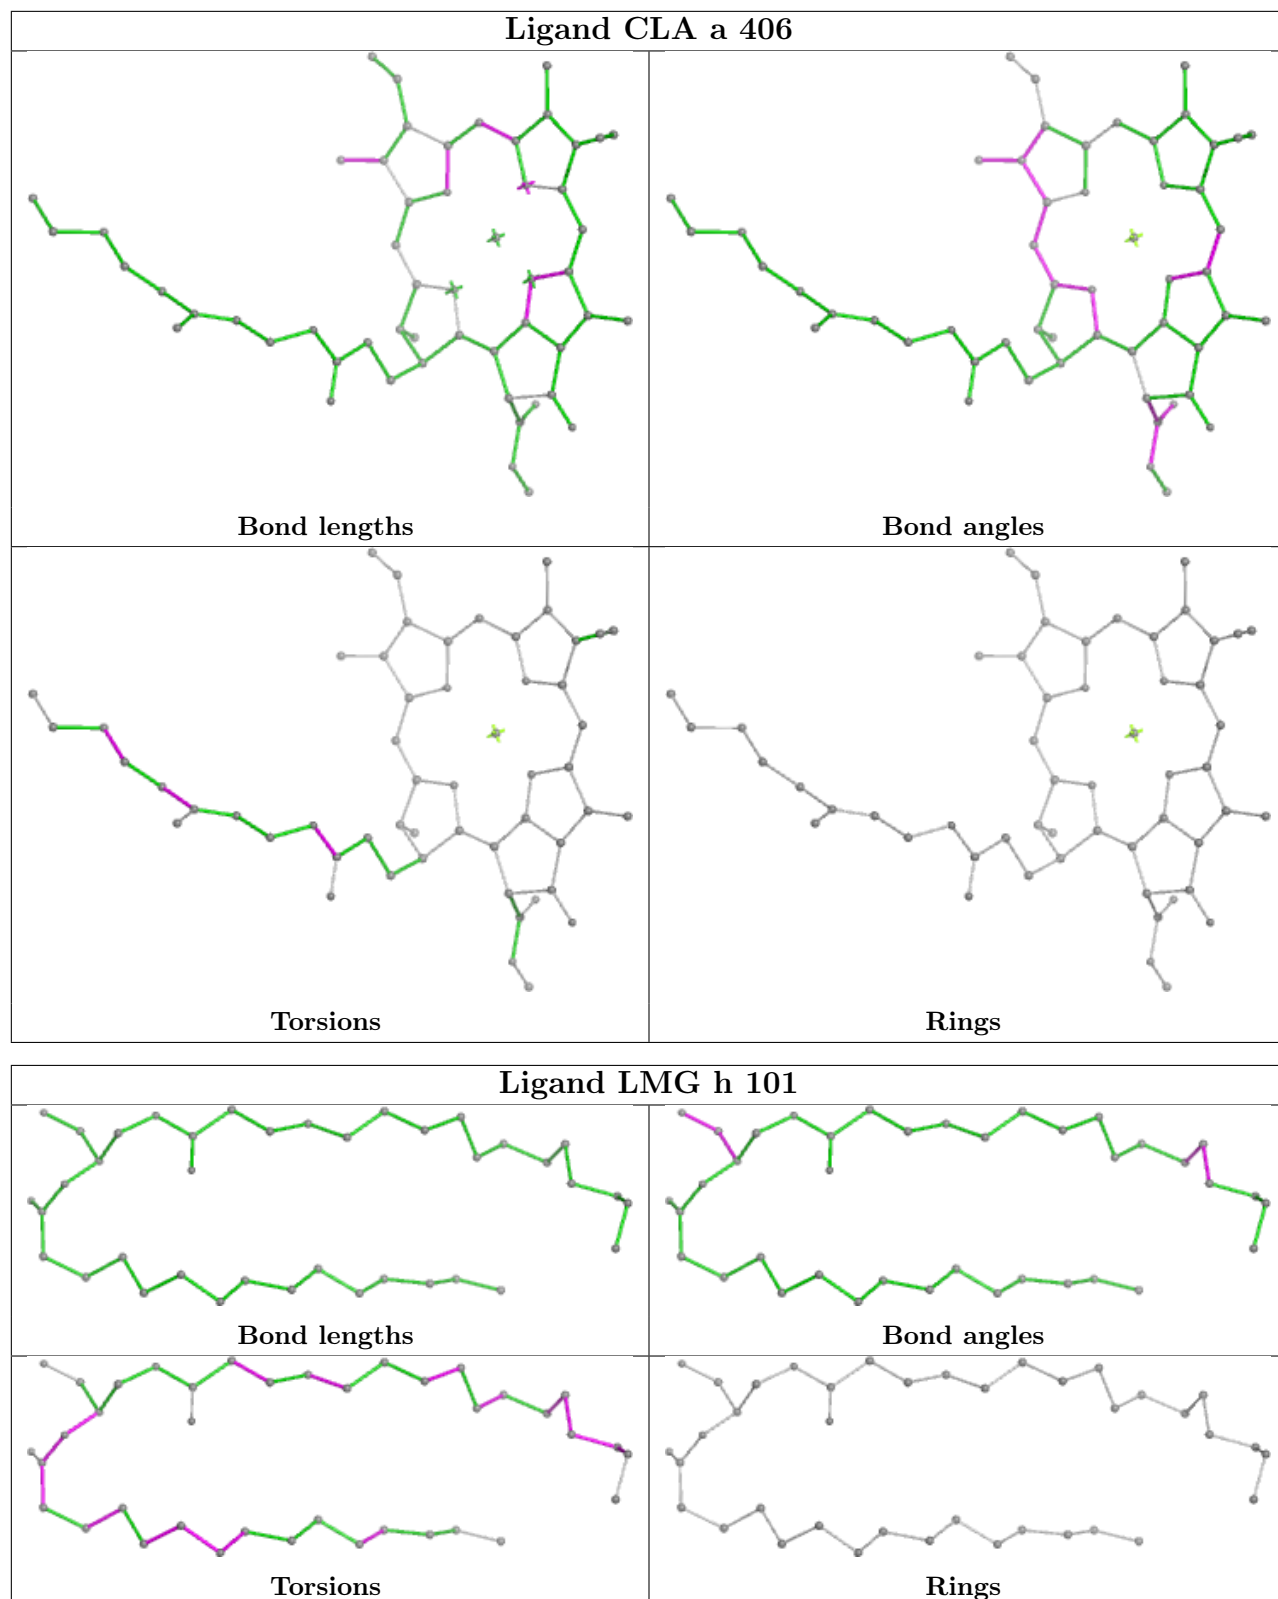 Ligand CLA a 406
Bond lengths
Bond angles
Torsions
Rings
Ligand LMG h 101
Bond lengths
Bond angles
Torsions
Rings